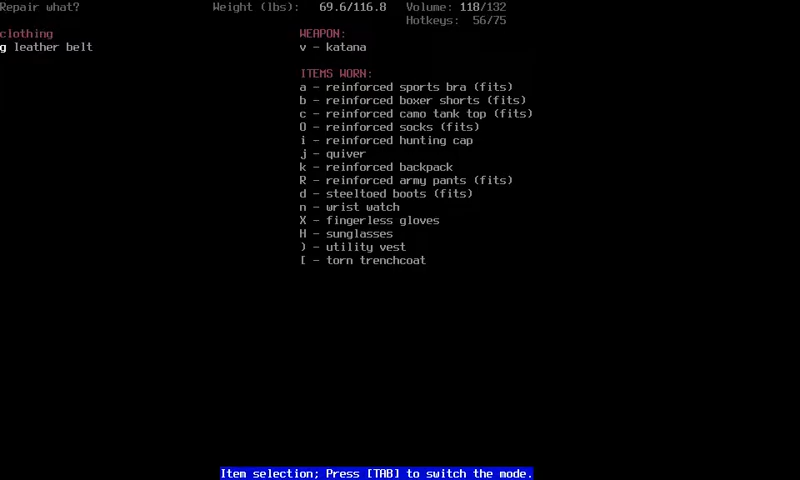 Repair what? Weight (lbs): 69.6/116.8 Volume: 118/132
Hotkeys: 56/75
clothing
g leather belt
WEAPON:
v - katana
ITEMS WORN:
a - reinforced sports bra (fits)
b - reinforced boxer shorts (fits)
c - reinforced camo tank top (fits)
O - reinforced socks (fits)
i - reinforced hunting cap
j - quiver
k - reinforced backpack
R - reinforced army pants (fits)
d - steeltoed boots (fits)
n - wrist watch
X - fingerless gloves
H - sunglasses
) - utility vest
[ - torn trenchcoat
Item selection; Press [TAB] to switch the mode.